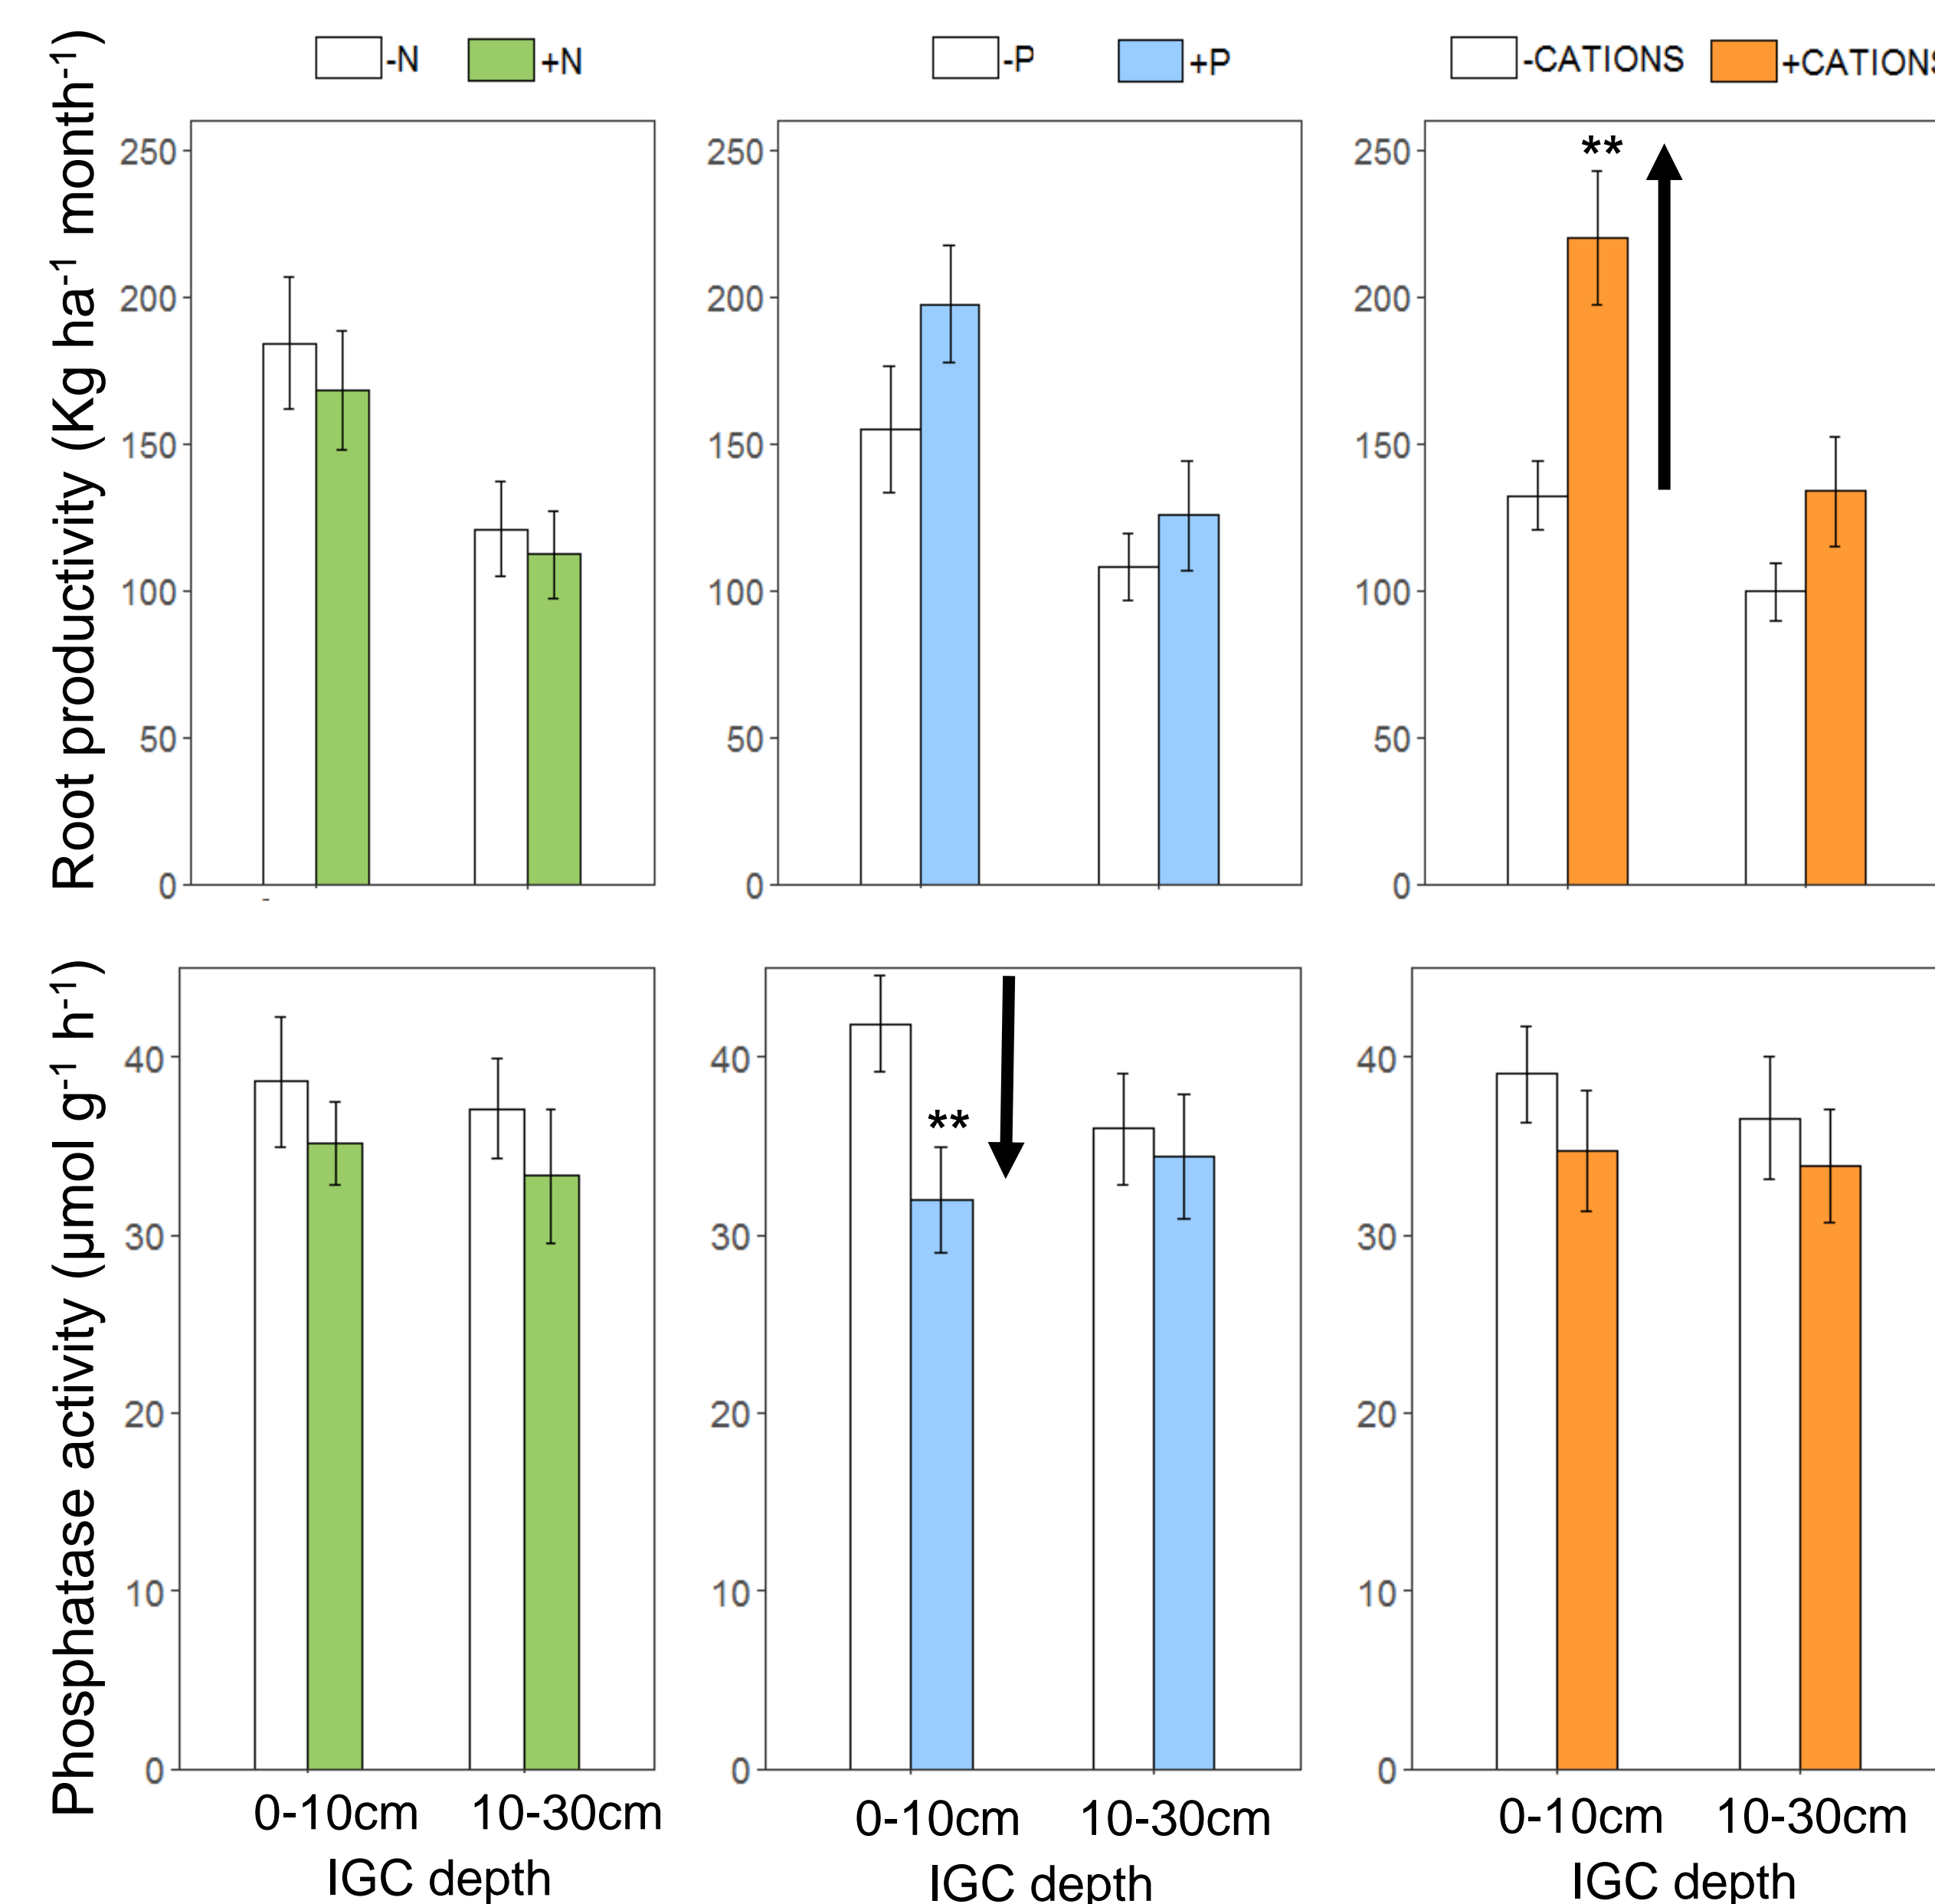 -N +N -P +P -CATIONS +CATIONS
Root productivity (Kg ha-1 month-1)
250 250 250
**
200 200 200
150 150 150
100 100 100
50 50 50
0 0 0
Phosphatase activity (µmol g-1 h-1)
40 40 40
**
30 30 30
20 20 20
10 10 10
0 0 0
0-10cm 10-30cm 0-10cm 10-30cm 0-10cm 10-30cm
IGC depth IGC depth IGC depth